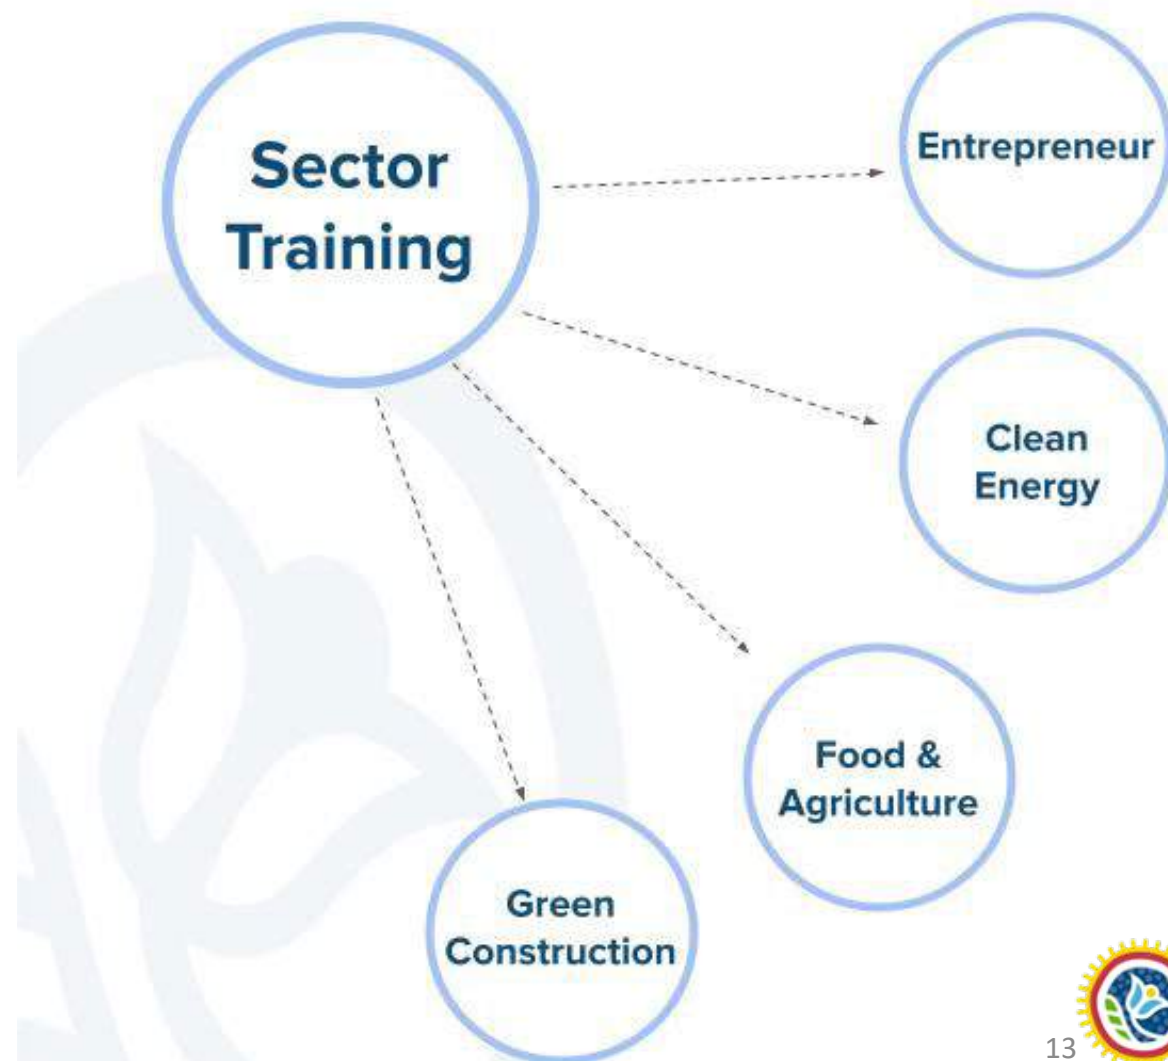 Sector
Training
Entrepreneur
Clean
Energy
Food &
Agriculture
Green
Construction
13